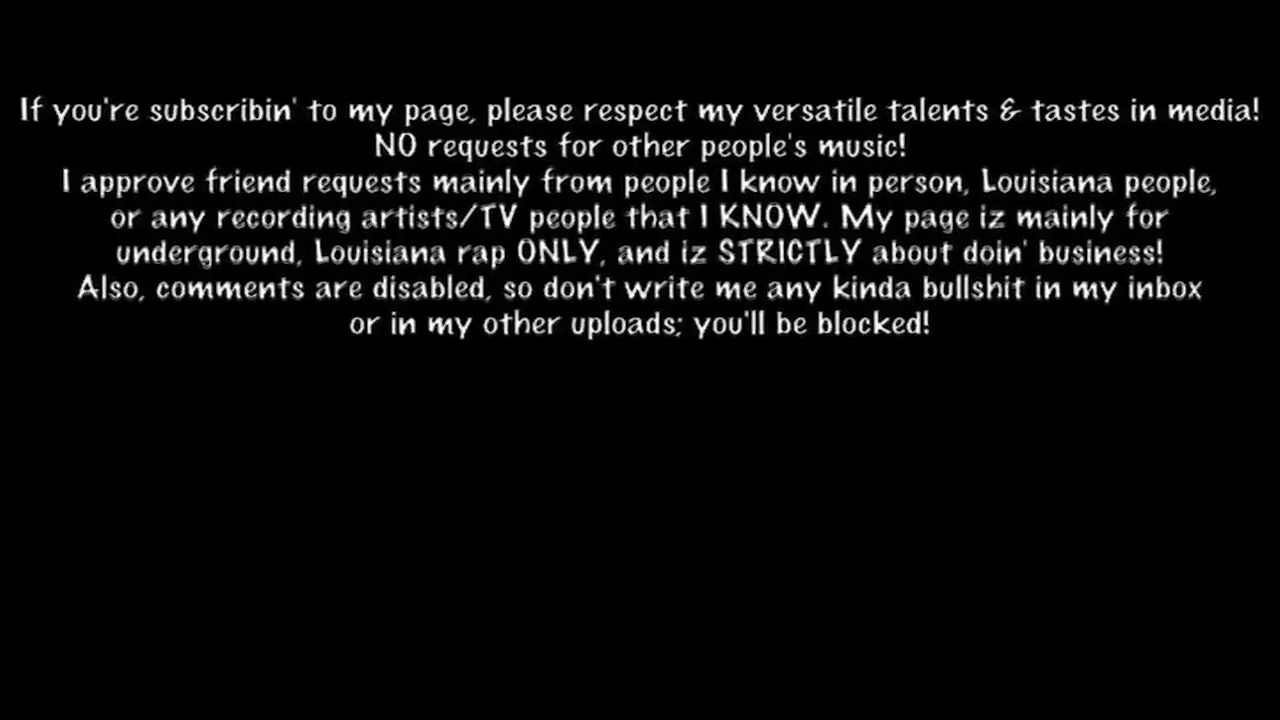 If you're subscribin' to my page, please respect my versatile talents & tastes in media!
NO requests for other people's music!
I approve friend requests mainly from people I know in person, Louisiana people,
or any recording artists/TV people that I KNOW. My page iz mainly for
underground, Louisiana rap ONLY, and iz STRICTLY about doin' business!
Also, comments are disabled, so don't write me any kinda bullshit in my inbox
or in my other uploads; you'll be blocked!